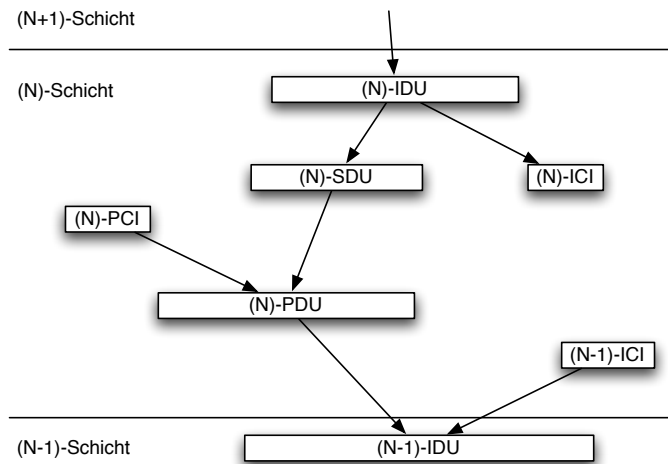 (N+1)-Schicht
(N)-Schicht
(N)-IDU
(N)-SDU
(N)-ICI
(N)-PCI
(N)-PDU
(N-1)-ICI
(N-1)-Schicht
(N-1)-IDU